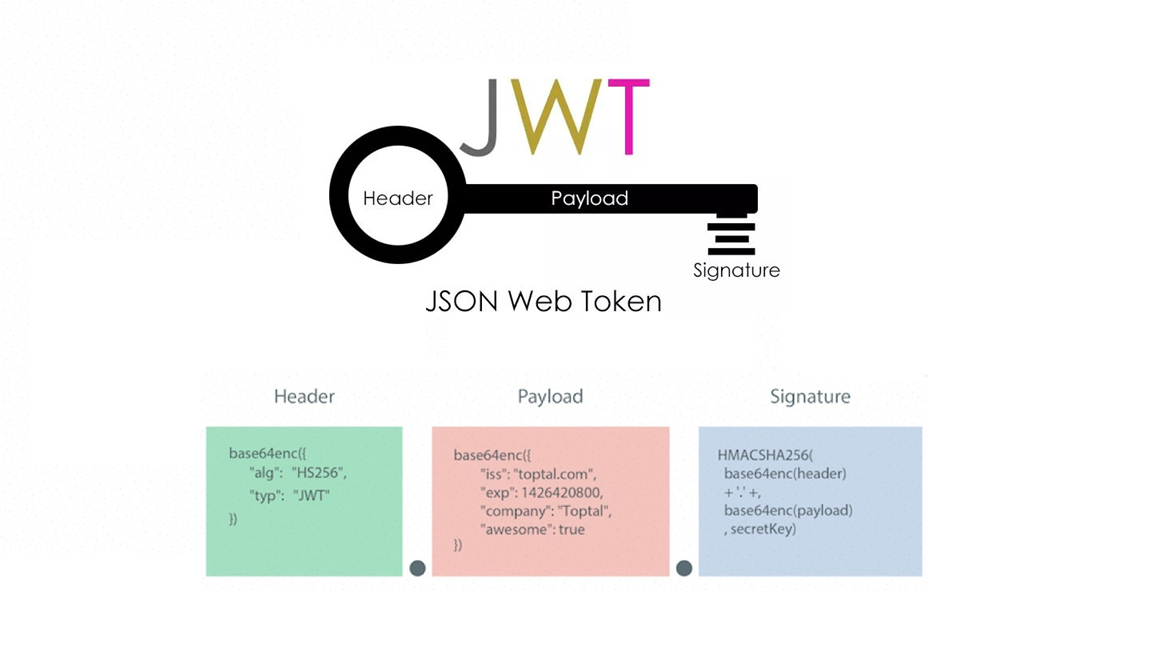 JWT
Header
Payload
Signature
JSON Web Token
Header
base64enc({
"alg": "HS256",
"typ": "JWT"
})
Payload
base64enc({
"iss": "toptal.com",
"exp": 1426420800,
"company": "Toptal",
"awesome": true
})
Signature
HMACSHA256(
base64enc(header)
+ '.' +,
base64enc(payload)
, secretKey)